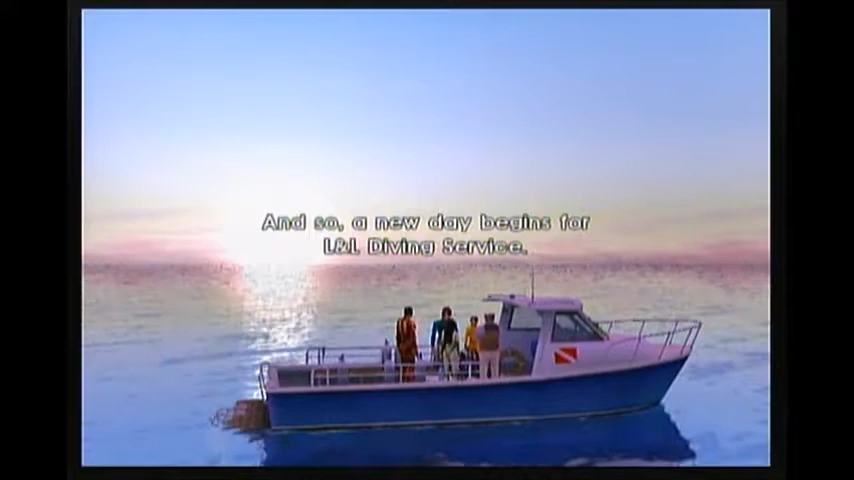 And so, a new day begins for
L&L Diving Service.